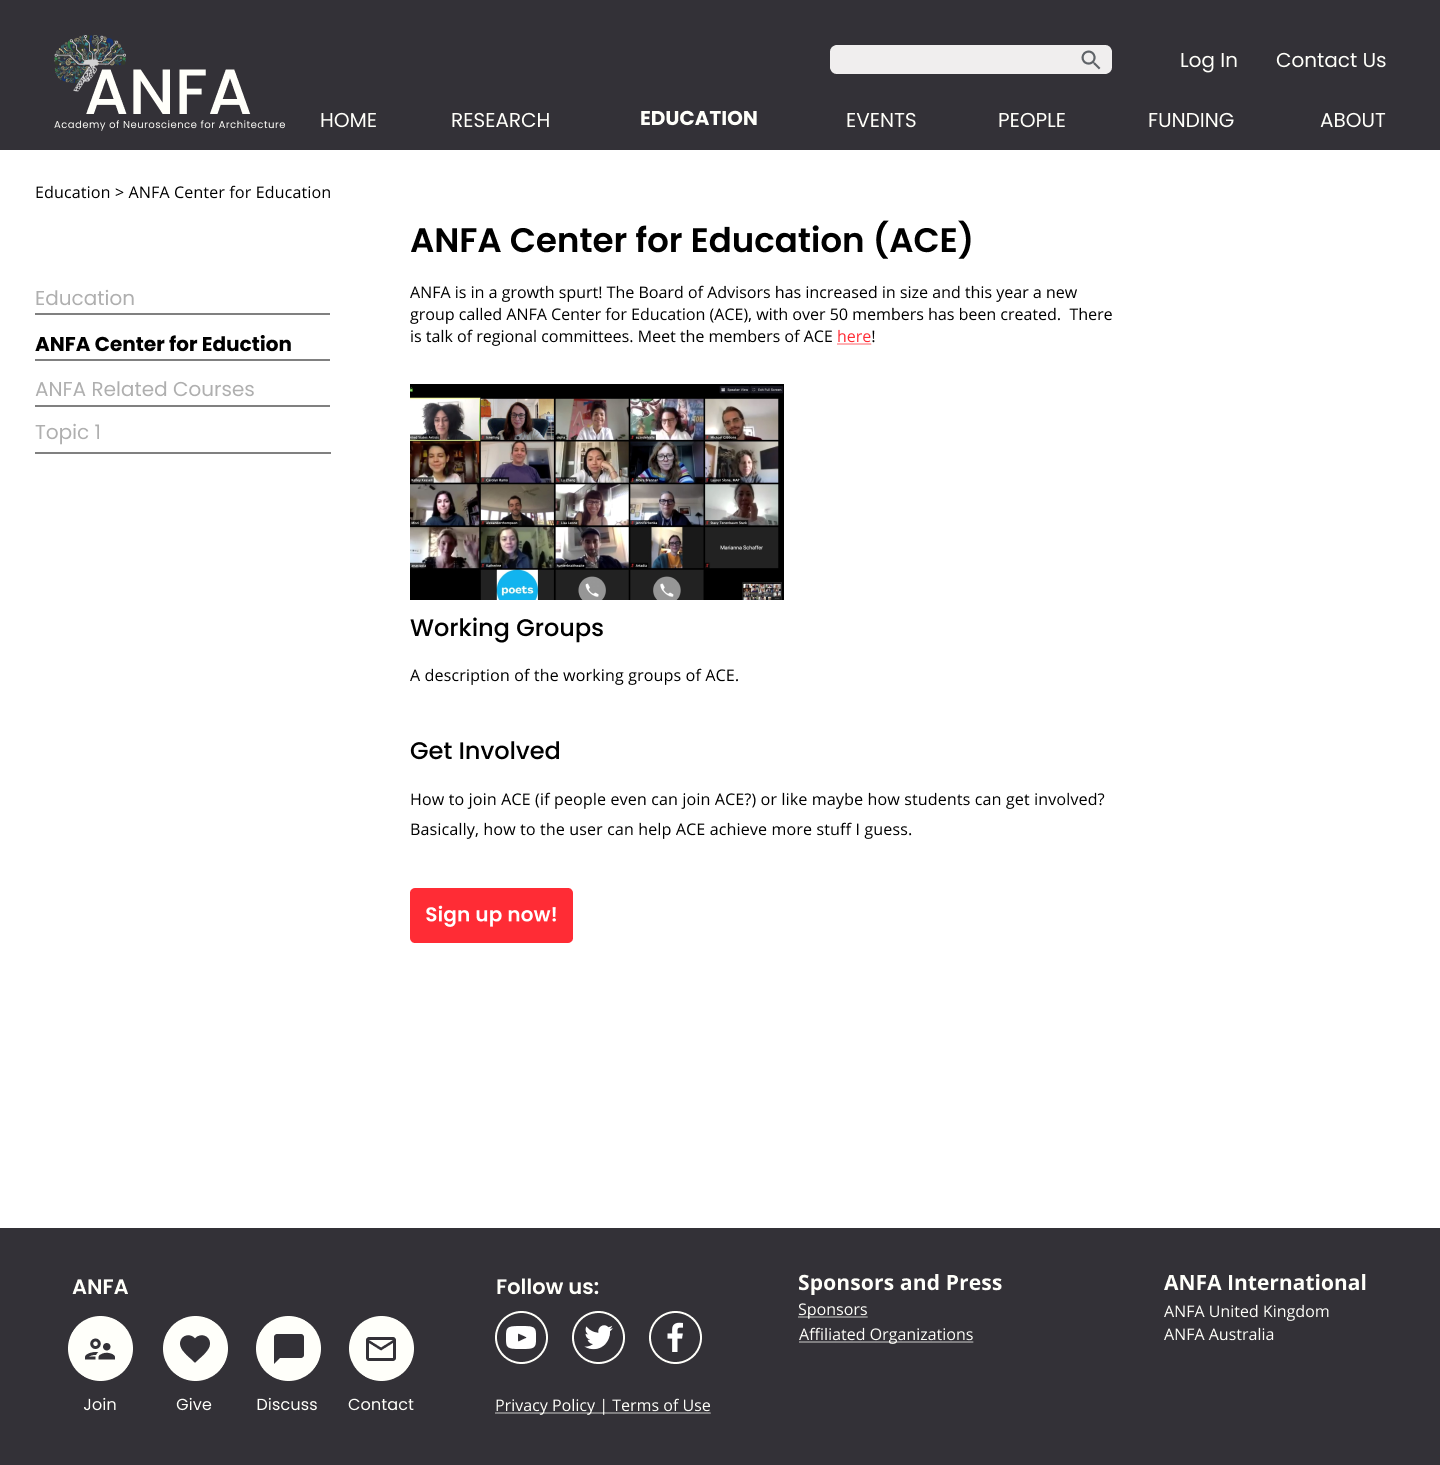 ANFA
Academy of Neuroscience for Architecture
Log In
Contact Us
HOME
RESEARCH
EDUCATION
EVENTS
PEOPLE
FUNDING
ABOUT
Education > ANFA Center for Education
Education
ANFA Center for Eduction
ANFA Related Courses
Topic 1
ANFA Center for Education (ACE)
ANFA is in a growth spurt! The Board of Advisors has increased in size and this year a new
group called ANFA Center for Education (ACE), with over 50 members has been created. There
is talk of regional committees. Meet the members of ACE here!
Marianna Schaffer
poets
Working Groups
A description of the working groups of ACE.
Get Involved
How to join ACE (if people even can join ACE?) or like maybe how students can get involved?
Basically, how to the user can help ACE achieve more stuff I guess.
Sign up now!
ANFA
Join
Give
Discuss
Contact
Follow us:
Privacy Policy | Terms of Use
Sponsors and Press
Sponsors
Affiliated Organizations
ANFA International
ANFA United Kingdom
ANFA Australia